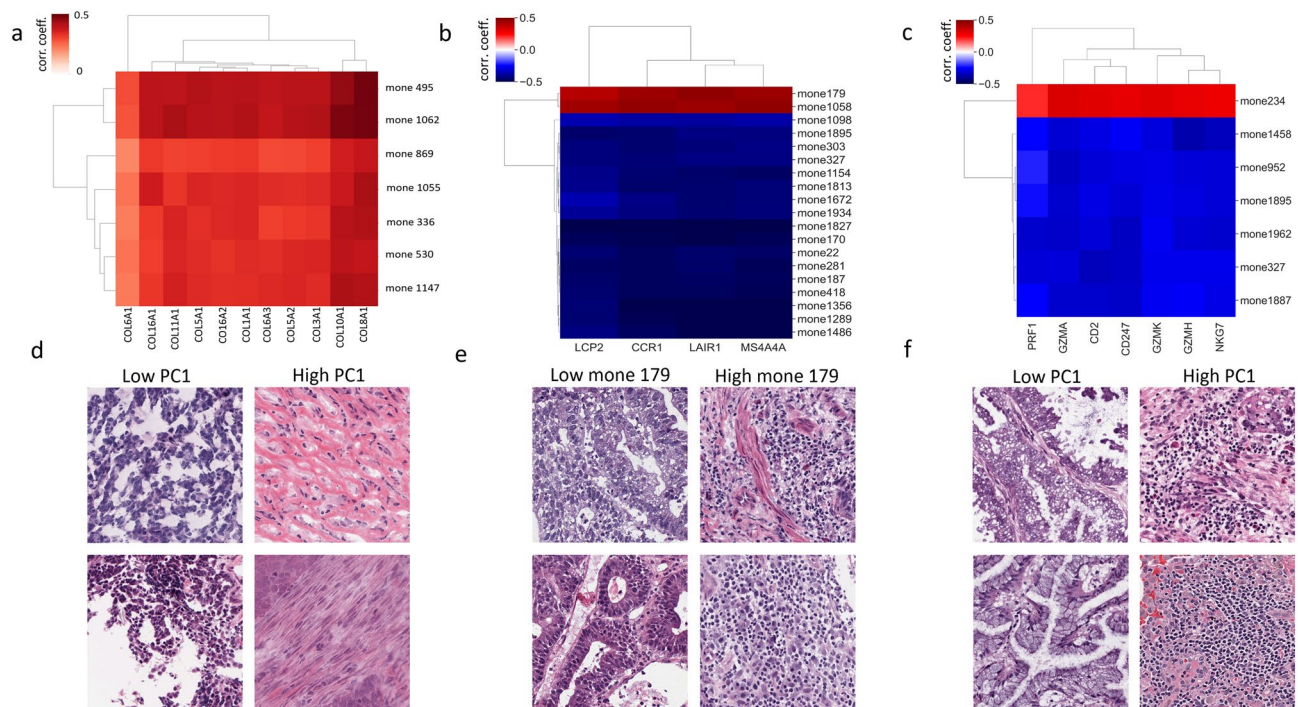 a
corr. coeff.
0.5
0
mone 495
mone 1062
mone 869
mone 1055
mone 336
mone 530
mone 1147
COL6A1
COL16A1
COL11A1
COL5A1
CO16A2
COL1A1
COL6A3
COL5A2
COL3A1
COL10A1
COL8A1
b
corr. coeff.
0.5
0.0
−0.5
mone179
mone1058
mone1098
mone1895
mone303
mone327
mone1154
mone1813
mone1672
mone1934
mone1827
mone170
mone22
mone281
mone187
mone418
mone1356
mone1289
mone1486
LCP2 CCR1 LAIR1 MS4A4A
c
corr. coeff.
0.5
0.0
−0.5
mone234
mone1458
mone952
mone1895
mone1962
mone327
mone1887
PRF1
GZMA
CD2
CD247
GZMK
GZMH
NKG7
d
Low PC1 High PC1
e
Low mone 179 High mone 179
f
Low PC1 High PC1